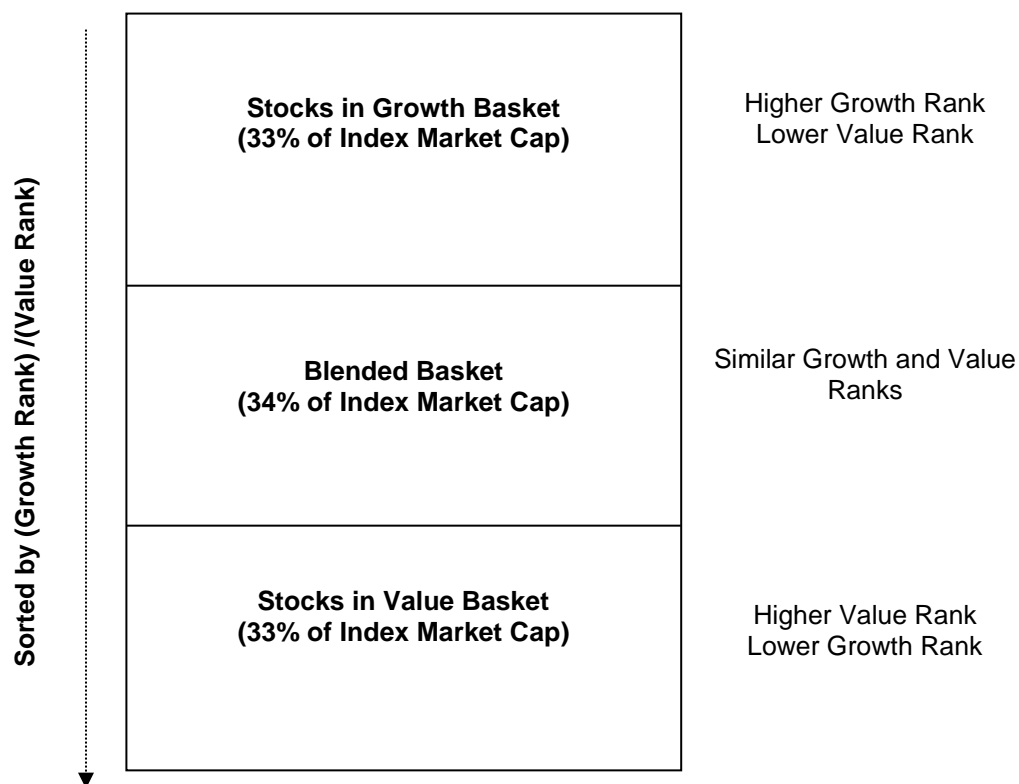 Sorted by (Growth Rank) /(Value Rank)
Stocks in Growth Basket
(33% of Index Market Cap)
Higher Growth Rank
Lower Value Rank
Blended Basket
(34% of Index Market Cap)
Similar Growth and Value
Ranks
Stocks in Value Basket
(33% of Index Market Cap)
Higher Value Rank
Lower Growth Rank